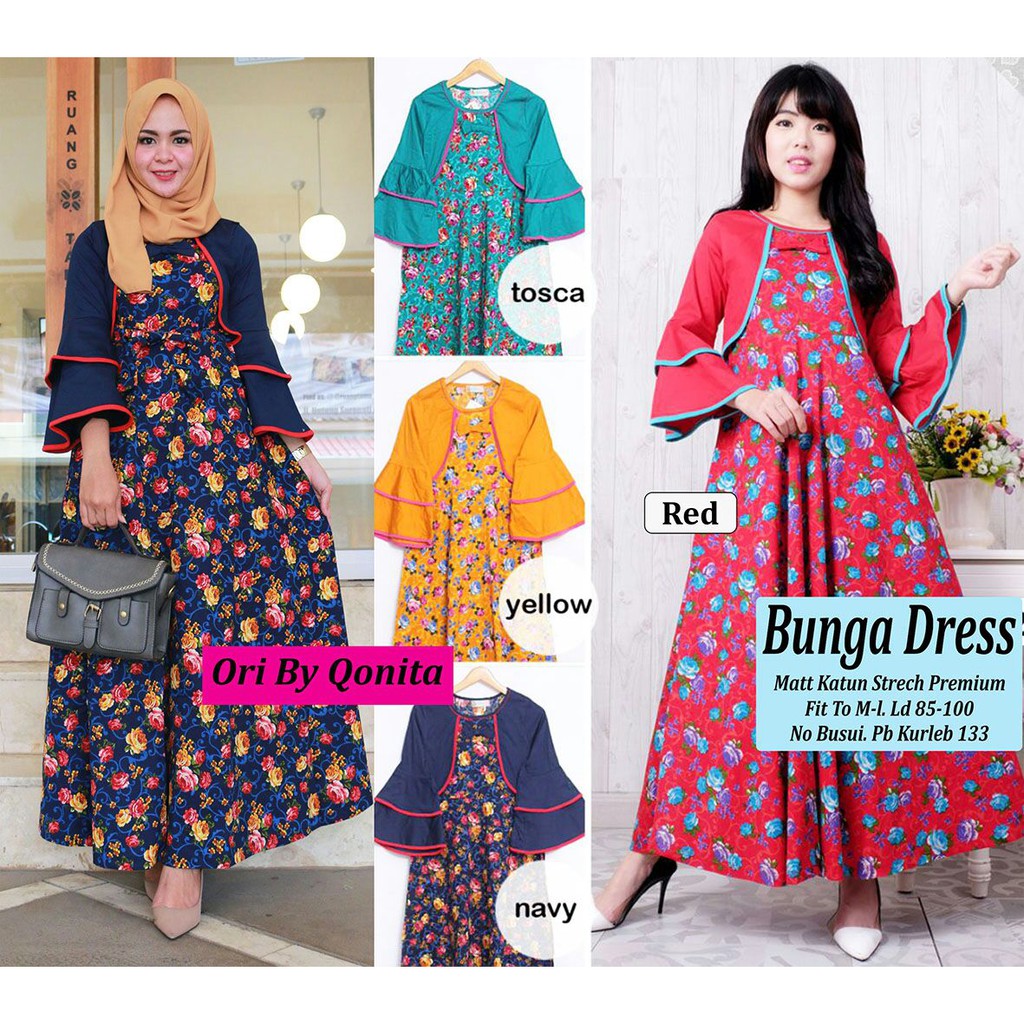 RUANG
tosca
yellow
navy
Ori By Qonita
Red
Bunga Dress
Matt Katun Strech Premium
Fit To M-l. Ld 85-100
No Busui. Pb Kurleb 133